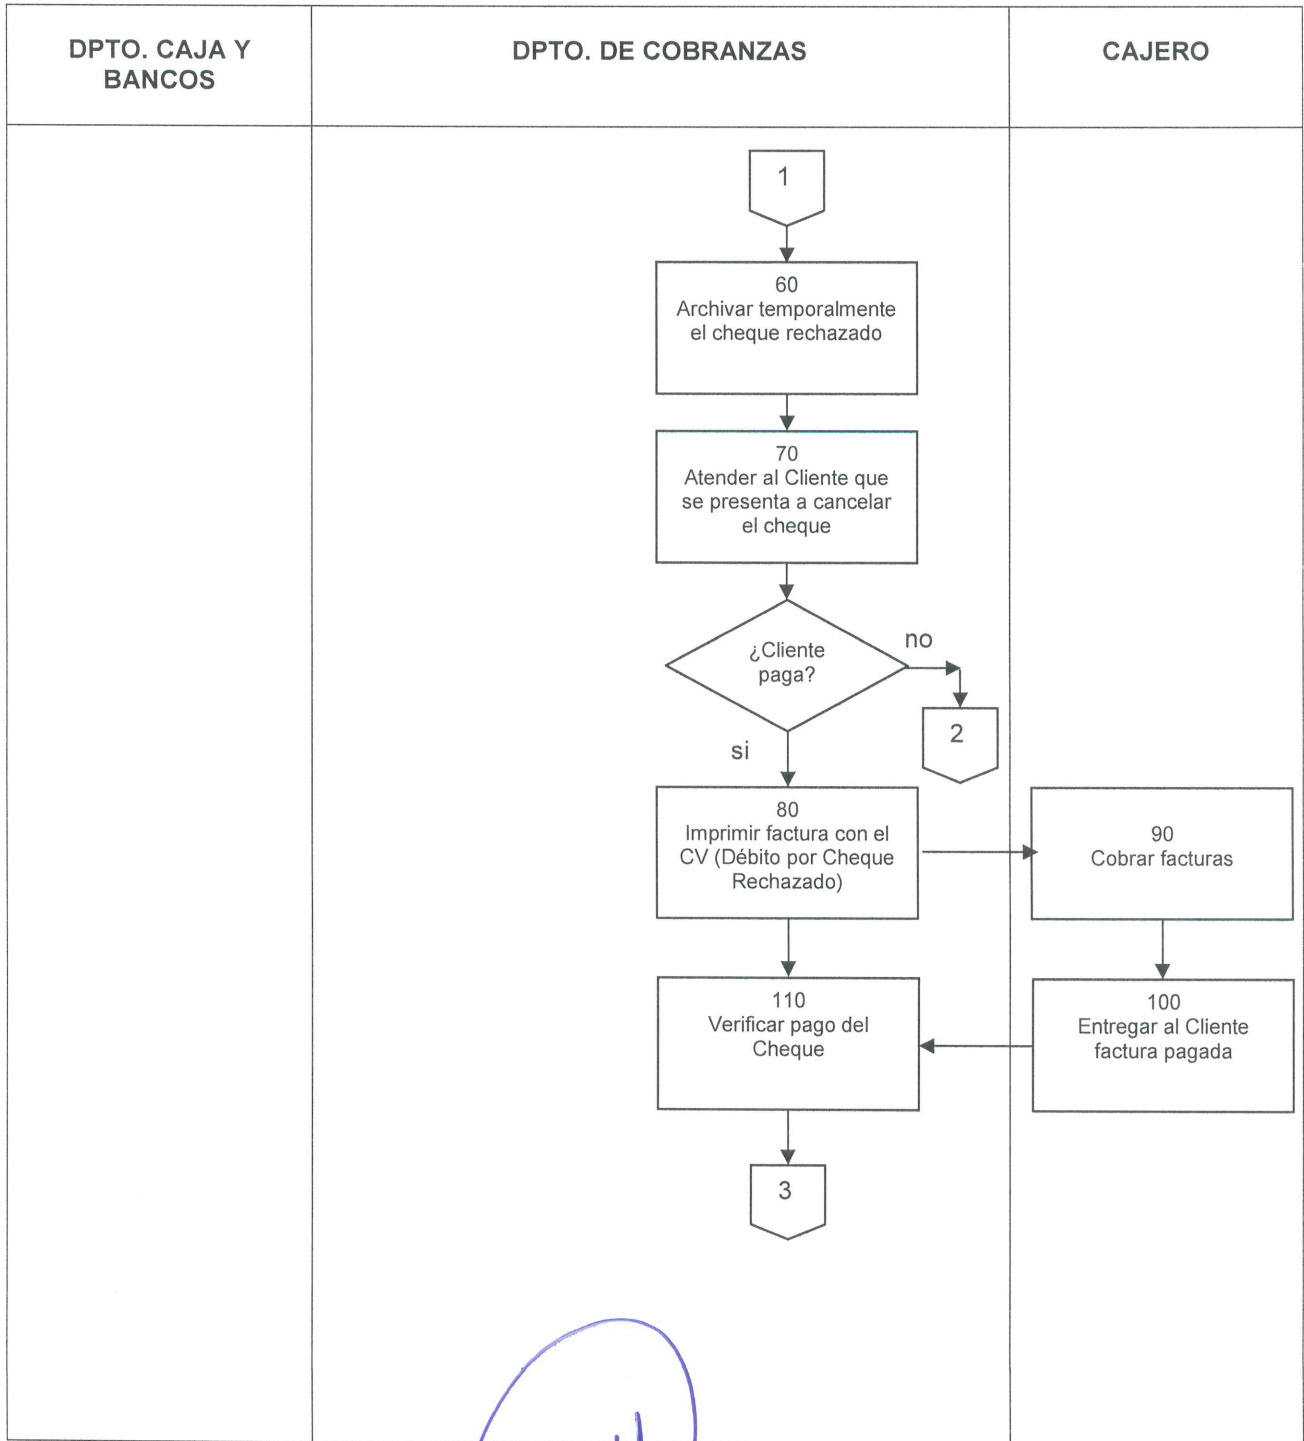 DPTO. CAJA Y
BANCOS
DPTO. DE COBRANZAS
CAJERO
1
60
Archivar temporalmente
el cheque rechazado
70
Atender al Cliente que
se presenta a cancelar
el cheque
¿Cliente
paga?
no
2
si
80
Imprimir factura con el
CV (Débito por Cheque
Rechazado)
90
Cobrar facturas
100
Entregar al Cliente
factura pagada
110
Verificar pago del
Cheque
3